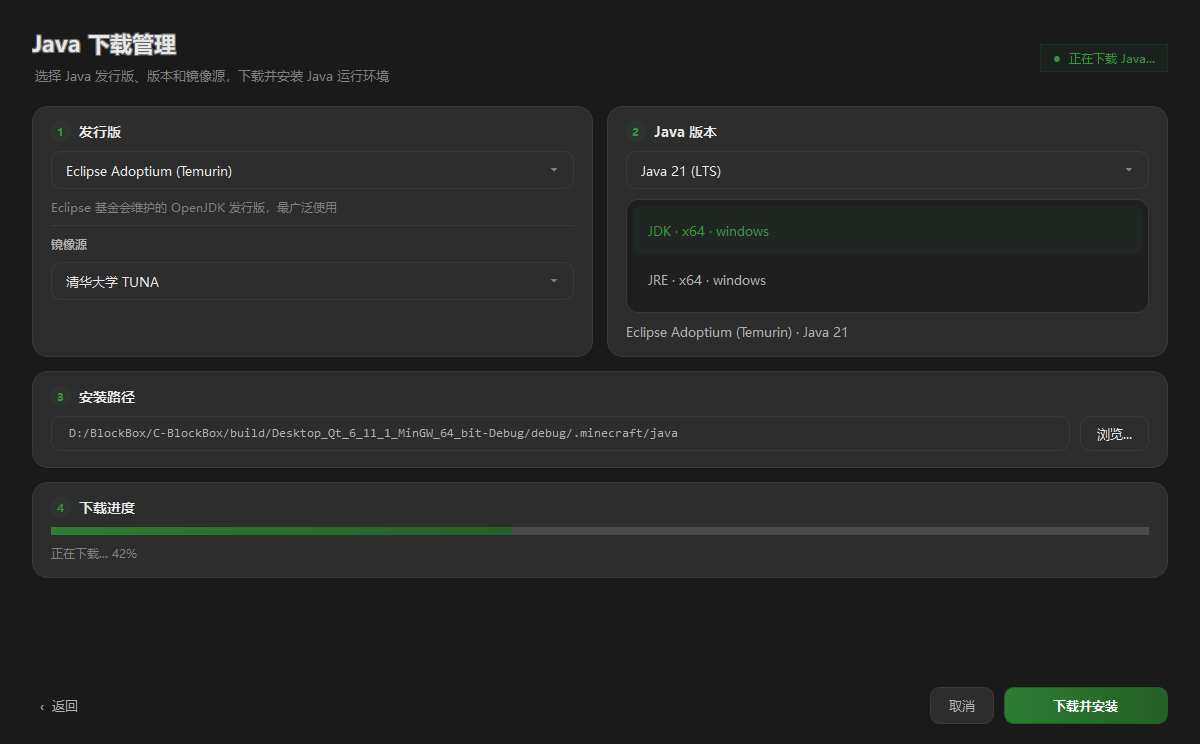 Java 下载管理
选择 Java 发行版、版本和镜像源，下载并安装 Java 运行环境
● 正在下载 Java...
1 发行版
Eclipse Adoptium (Temurin)
Eclipse 基金会维护的 OpenJDK 发行版，最广泛使用
镜像源
清华大学 TUNA
2 Java 版本
Java 21 (LTS)
JDK · x64 · windows
JRE · x64 · windows
Eclipse Adoptium (Temurin) · Java 21
3 安装路径
D:/BlockBox/C-BlockBox/build/Desktop_Qt_6_11_1_MinGW_64_bit-Debug/debug/.minecraft/java
浏览...
4 下载进度
正在下载... 42%
‹ 返回
取消
下载并安装